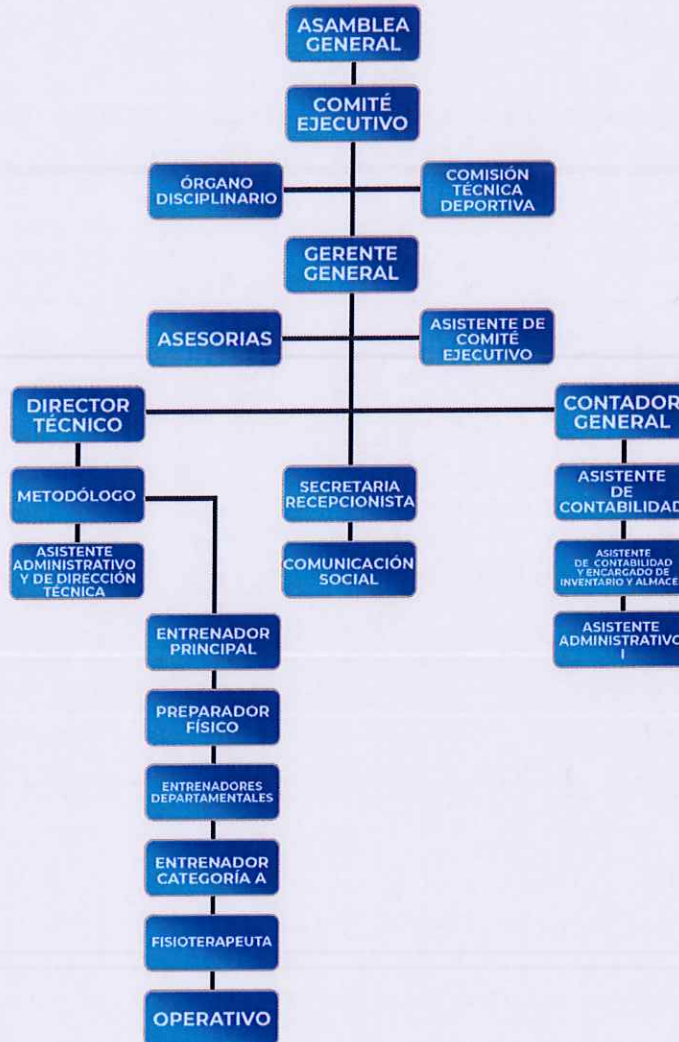 ASAMBLEA
GENERAL
COMITÉ
EJECUTIVO
ÓRGANO
DISCIPLINARIO
COMISIÓN
TÉCNICA
DEPORTIVA
GERENTE
GENERAL
ASESORIAS
ASISTENTE DE
COMITÉ
EJECUTIVO
DIRECTOR
TÉCNICO
CONTADOR
GENERAL
METODÓLOGO
SECRETARIA
RECEPCIONISTA
ASISTENTE
DE
CONTABILIDAD
ASISTENTE
ADMINISTRATIVO
Y DE DIRECCIÓN
TÉCNICA
COMUNICACIÓN
SOCIAL
ASISTENTE
DE CONTABILIDAD
Y ENCARGADO DE
INVENTARIO Y ALMACE
ENTRENADOR
PRINCIPAL
ASISTENTE
ADMINISTRATIVO
I
PREPARADOR
FÍSICO
ENTRENADORES
DEPARTAMENTALES
ENTRENADOR
CATEGORÍA A
FISIOTERAPEUTA
OPERATIVO